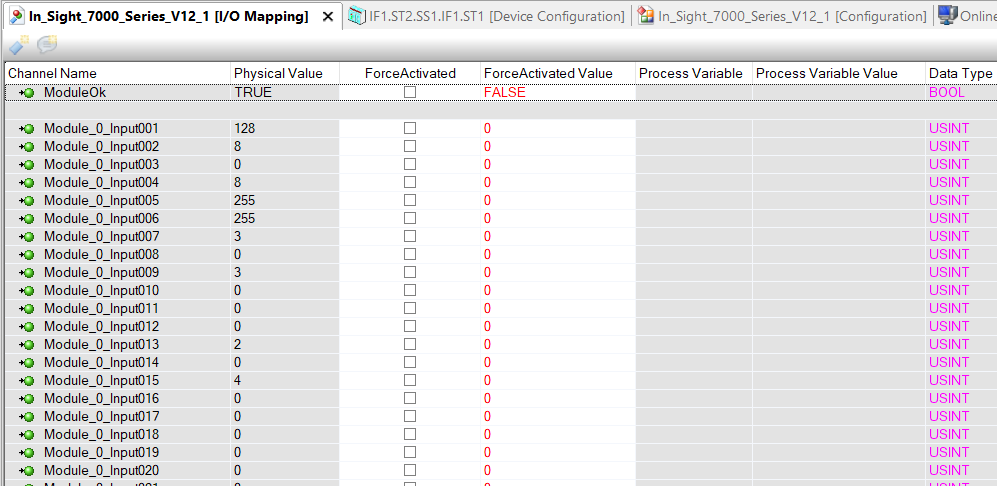 In_Sight_7000_Series_V12_1 [I/O Mapping] × IF1.ST2.SS1.IF1.ST1 [Device Configuration] In_Sight_7000_Series_V12_1 [Configuration] Online
Channel Name Physical Value ForceActivated ForceActivated Value Process Variable Process Variable Value Data Type
ModuleOk TRUE FALSE BOOL
Module_0_Input001 128 0 USINT
Module_0_Input002 8 0 USINT
Module_0_Input003 0 0 USINT
Module_0_Input004 8 0 USINT
Module_0_Input005 255 0 USINT
Module_0_Input006 255 0 USINT
Module_0_Input007 3 0 USINT
Module_0_Input008 0 0 USINT
Module_0_Input009 3 0 USINT
Module_0_Input010 0 0 USINT
Module_0_Input011 0 0 USINT
Module_0_Input012 0 0 USINT
Module_0_Input013 2 0 USINT
Module_0_Input014 0 0 USINT
Module_0_Input015 4 0 USINT
Module_0_Input016 0 0 USINT
Module_0_Input017 0 0 USINT
Module_0_Input018 0 0 USINT
Module_0_Input019 0 0 USINT
Module_0_Input020 0 0 USINT